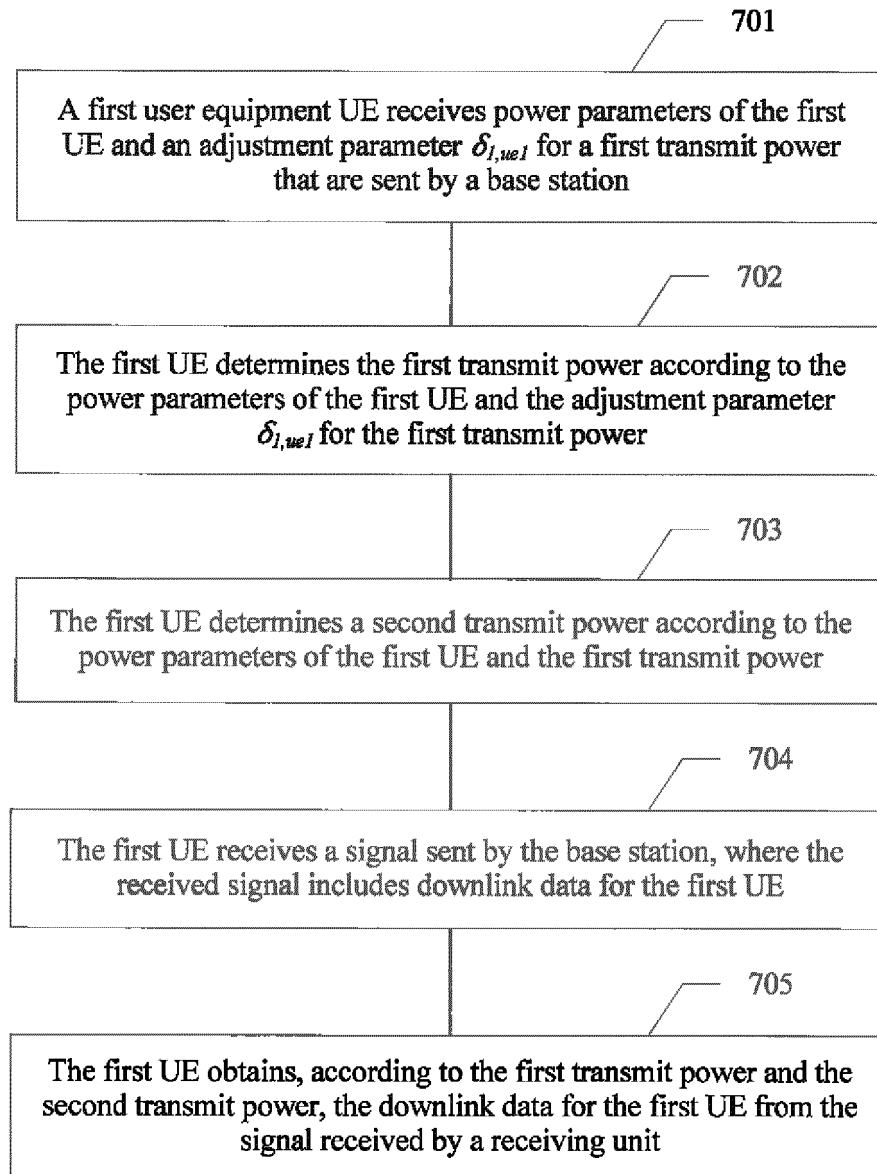 701
A first user equipment UE receives power parameters of the first
UE and an adjustment parameter δ1,ue1 for a first transmit power
that are sent by a base station
702
The first UE determines the first transmit power according to the
power parameters of the first UE and the adjustment parameter
δ1,ue1 for the first transmit power
703
The first UE determines a second transmit power according to the
power parameters of the first UE and the first transmit power
704
The first UE receives a signal sent by the base station, where the
received signal includes downlink data for the first UE
705
The first UE obtains, according to the first transmit power and the
second transmit power, the downlink data for the first UE from the
signal received by a receiving unit